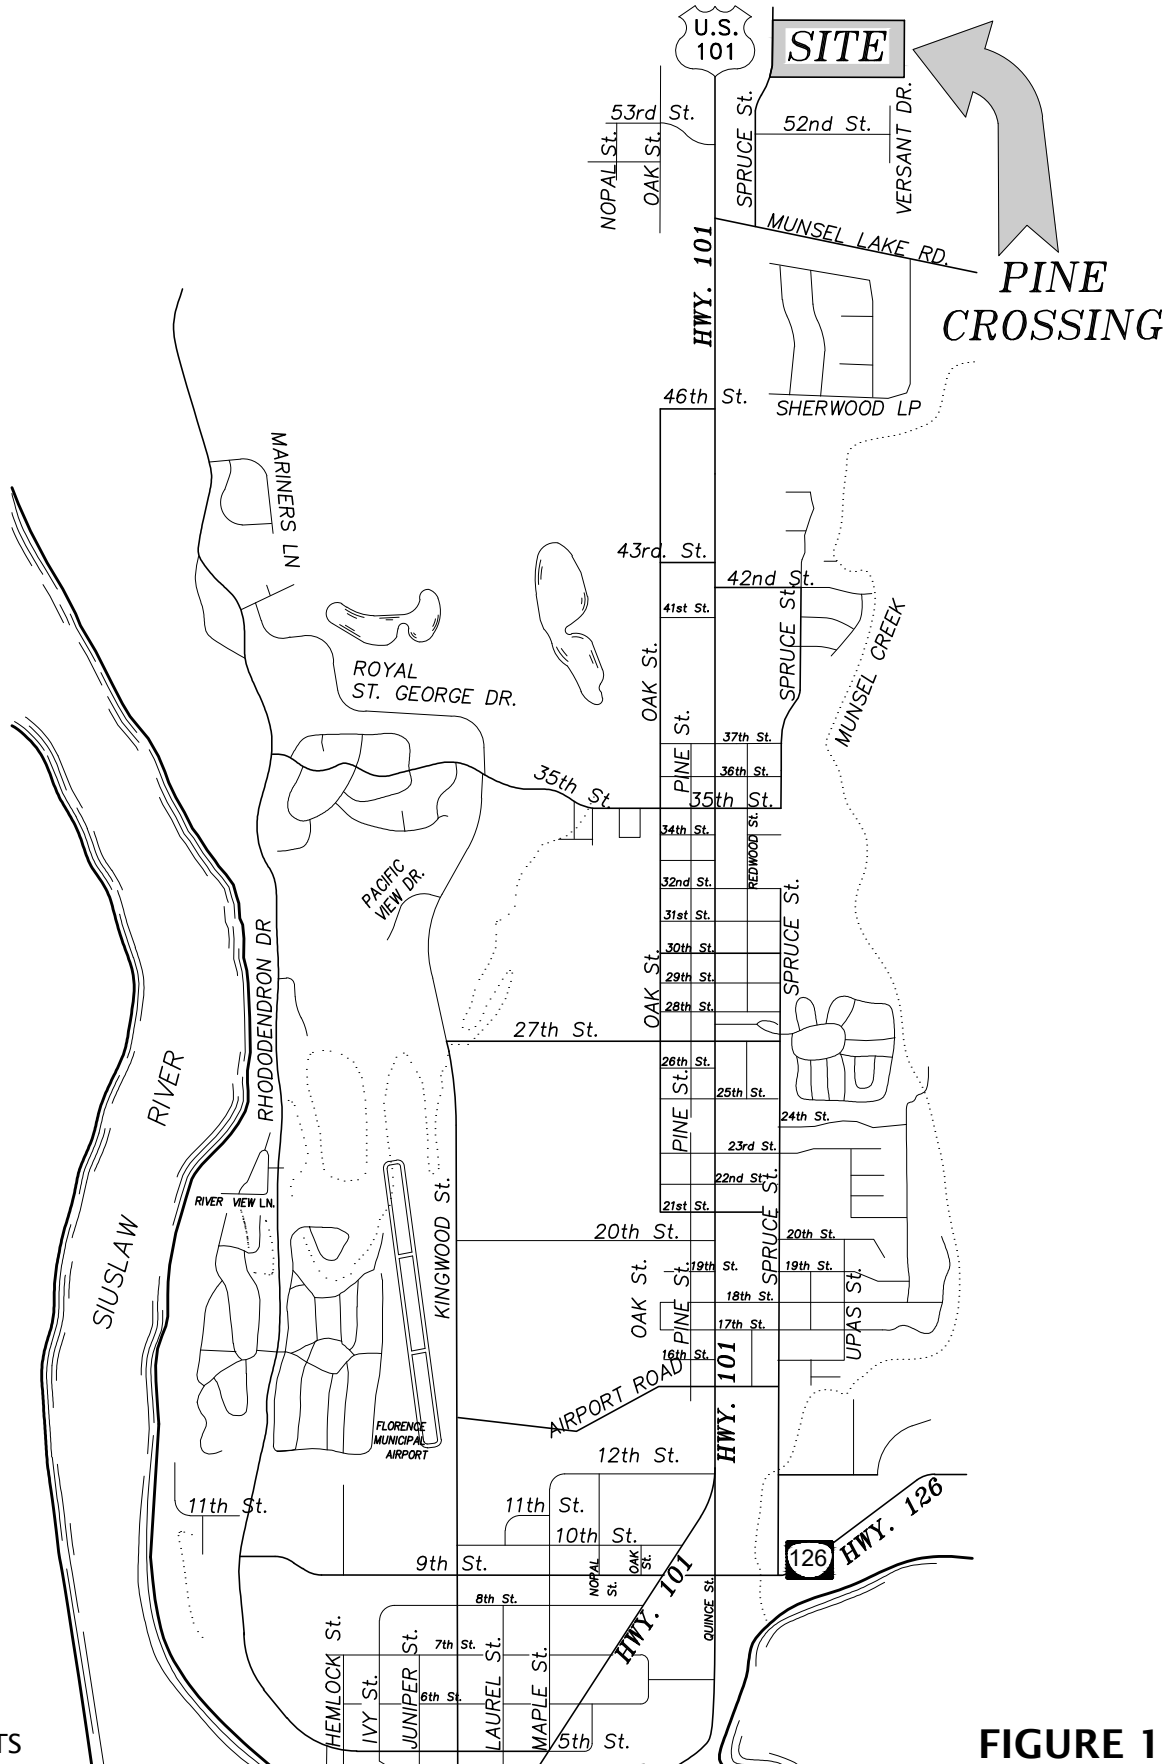 U.S.
101
SITE
53rd St.
52nd St.
NOPAL St.
OAK St.
SPRUCE St.
VERSANT DR.
MUNSEL LAKE RD.
HWY. 101
PINE
CROSSING
46th St.
SHERWOOD LP
MARINERS LN
43rd. St.
42nd St.
41st St.
SPRUCE St.
MUNSEL CREEK
OAK St.
ROYAL
ST. GEORGE DR.
PINE St.
37th St.
36th St.
35th St.
35th St.
34th St.
REDWOOD St.
PACIFIC
VIEW DR.
32nd St.
31st St.
SPRUCE St.
30th St.
29th St.
28th St.
OAK St.
RHODODENDRON DR
27th St.
26th St.
25th St.
PINE St.
24th St.
23rd St.
22nd St.
21st St.
RIVER
SIUSLAW
RIVER VIEW LN.
KINGWOOD St.
20th St.
20th St.
SPRUCE St.
19th St.
19th St.
OAK St.
PINE St.
18th St.
17th St.
UPAS St.
16th St.
HWY. 101
AIRPORT ROAD
FLORENCE
MUNICIPAL
AIRPORT
12th St.
11th St.
11th St.
10th St.
HWY. 126
126
9th St.
NOPAL
St.
OAK
St.
HWY. 101
QUINCE St.
8th St.
7th St.
6th St.
HEMLOCK St.
IVY St.
JUNIPER St.
LAUREL St.
MAPLE St.
5th St.
TS
FIGURE 1